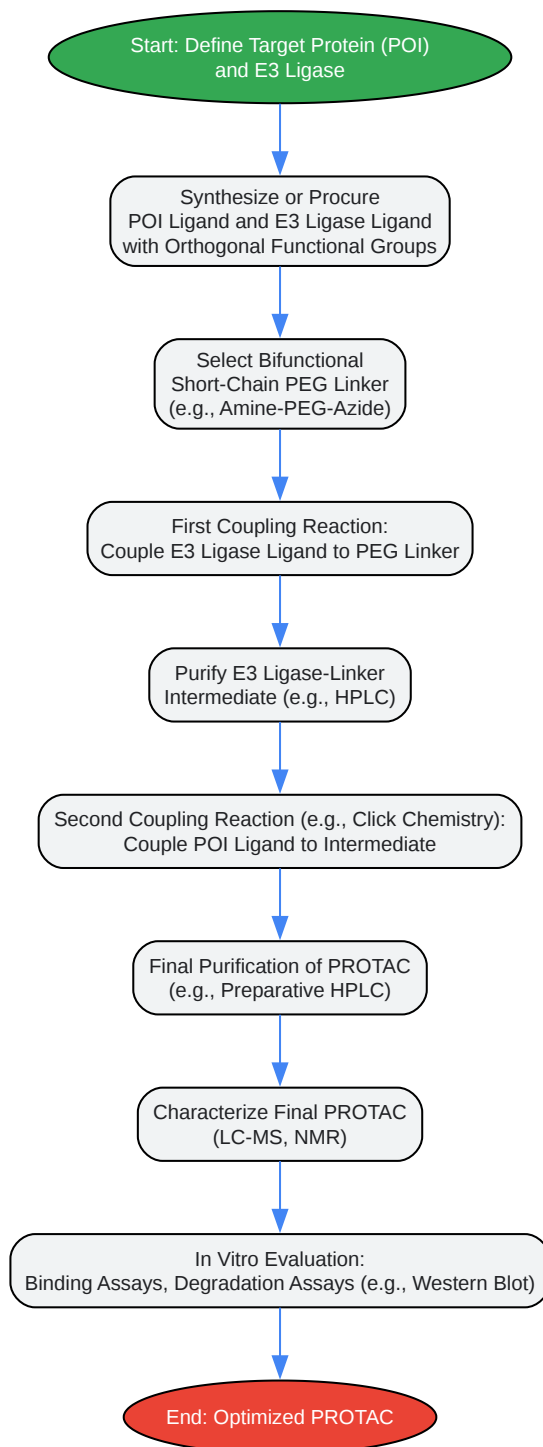 Start: Define Target Protein (POI)
and E3 Ligase
Synthesize or Procure
POI Ligand and E3 Ligase Ligand
with Orthogonal Functional Groups
Select Bifunctional
Short-Chain PEG Linker
(e.g., Amine-PEG-Azide)
First Coupling Reaction:
Couple E3 Ligase Ligand to PEG Linker
Purify E3 Ligase-Linker
Intermediate (e.g., HPLC)
Second Coupling Reaction (e.g., Click Chemistry):
Couple POI Ligand to Intermediate
Final Purification of PROTAC
(e.g., Preparative HPLC)
Characterize Final PROTAC
(LC-MS, NMR)
In Vitro Evaluation:
Binding Assays, Degradation Assays (e.g., Western Blot)
End: Optimized PROTAC